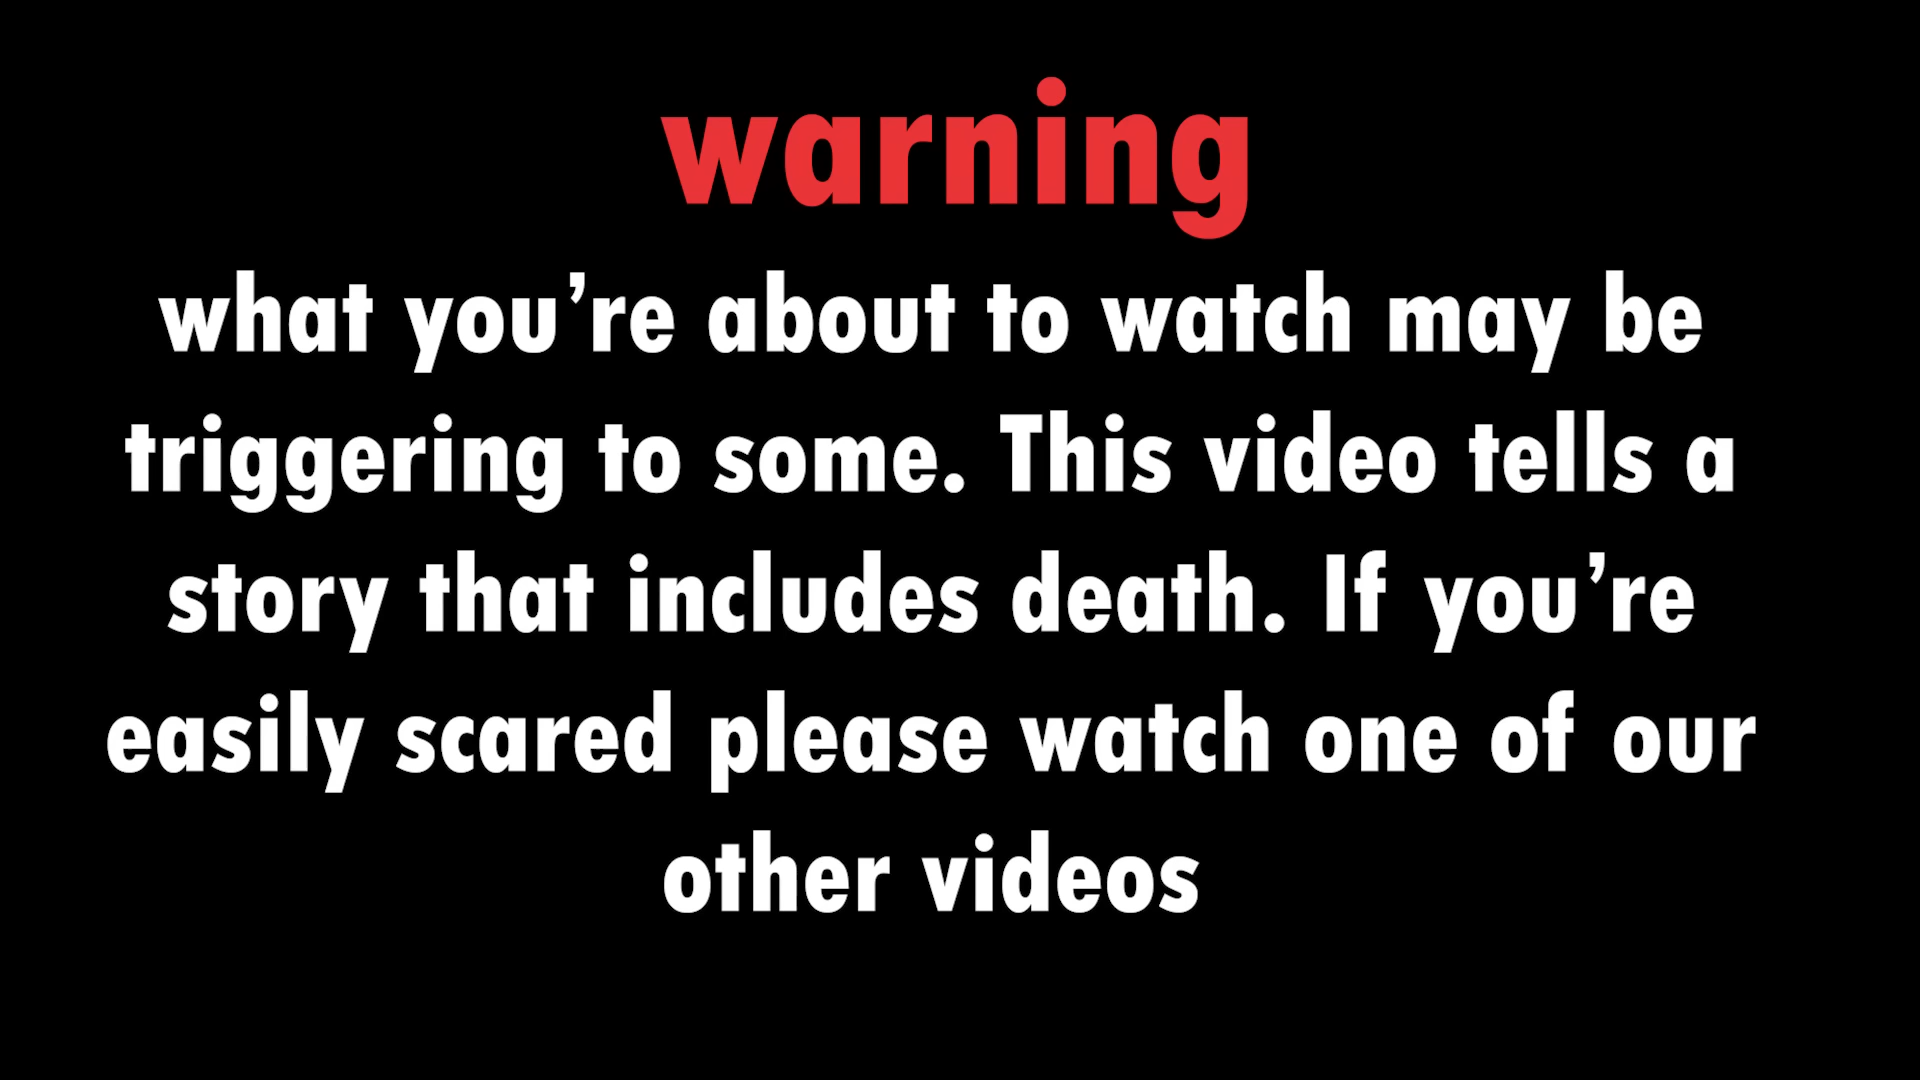 warning
what you’re about to watch may be
triggering to some. This video tells a
story that includes death. If you’re
easily scared please watch one of our
other videos